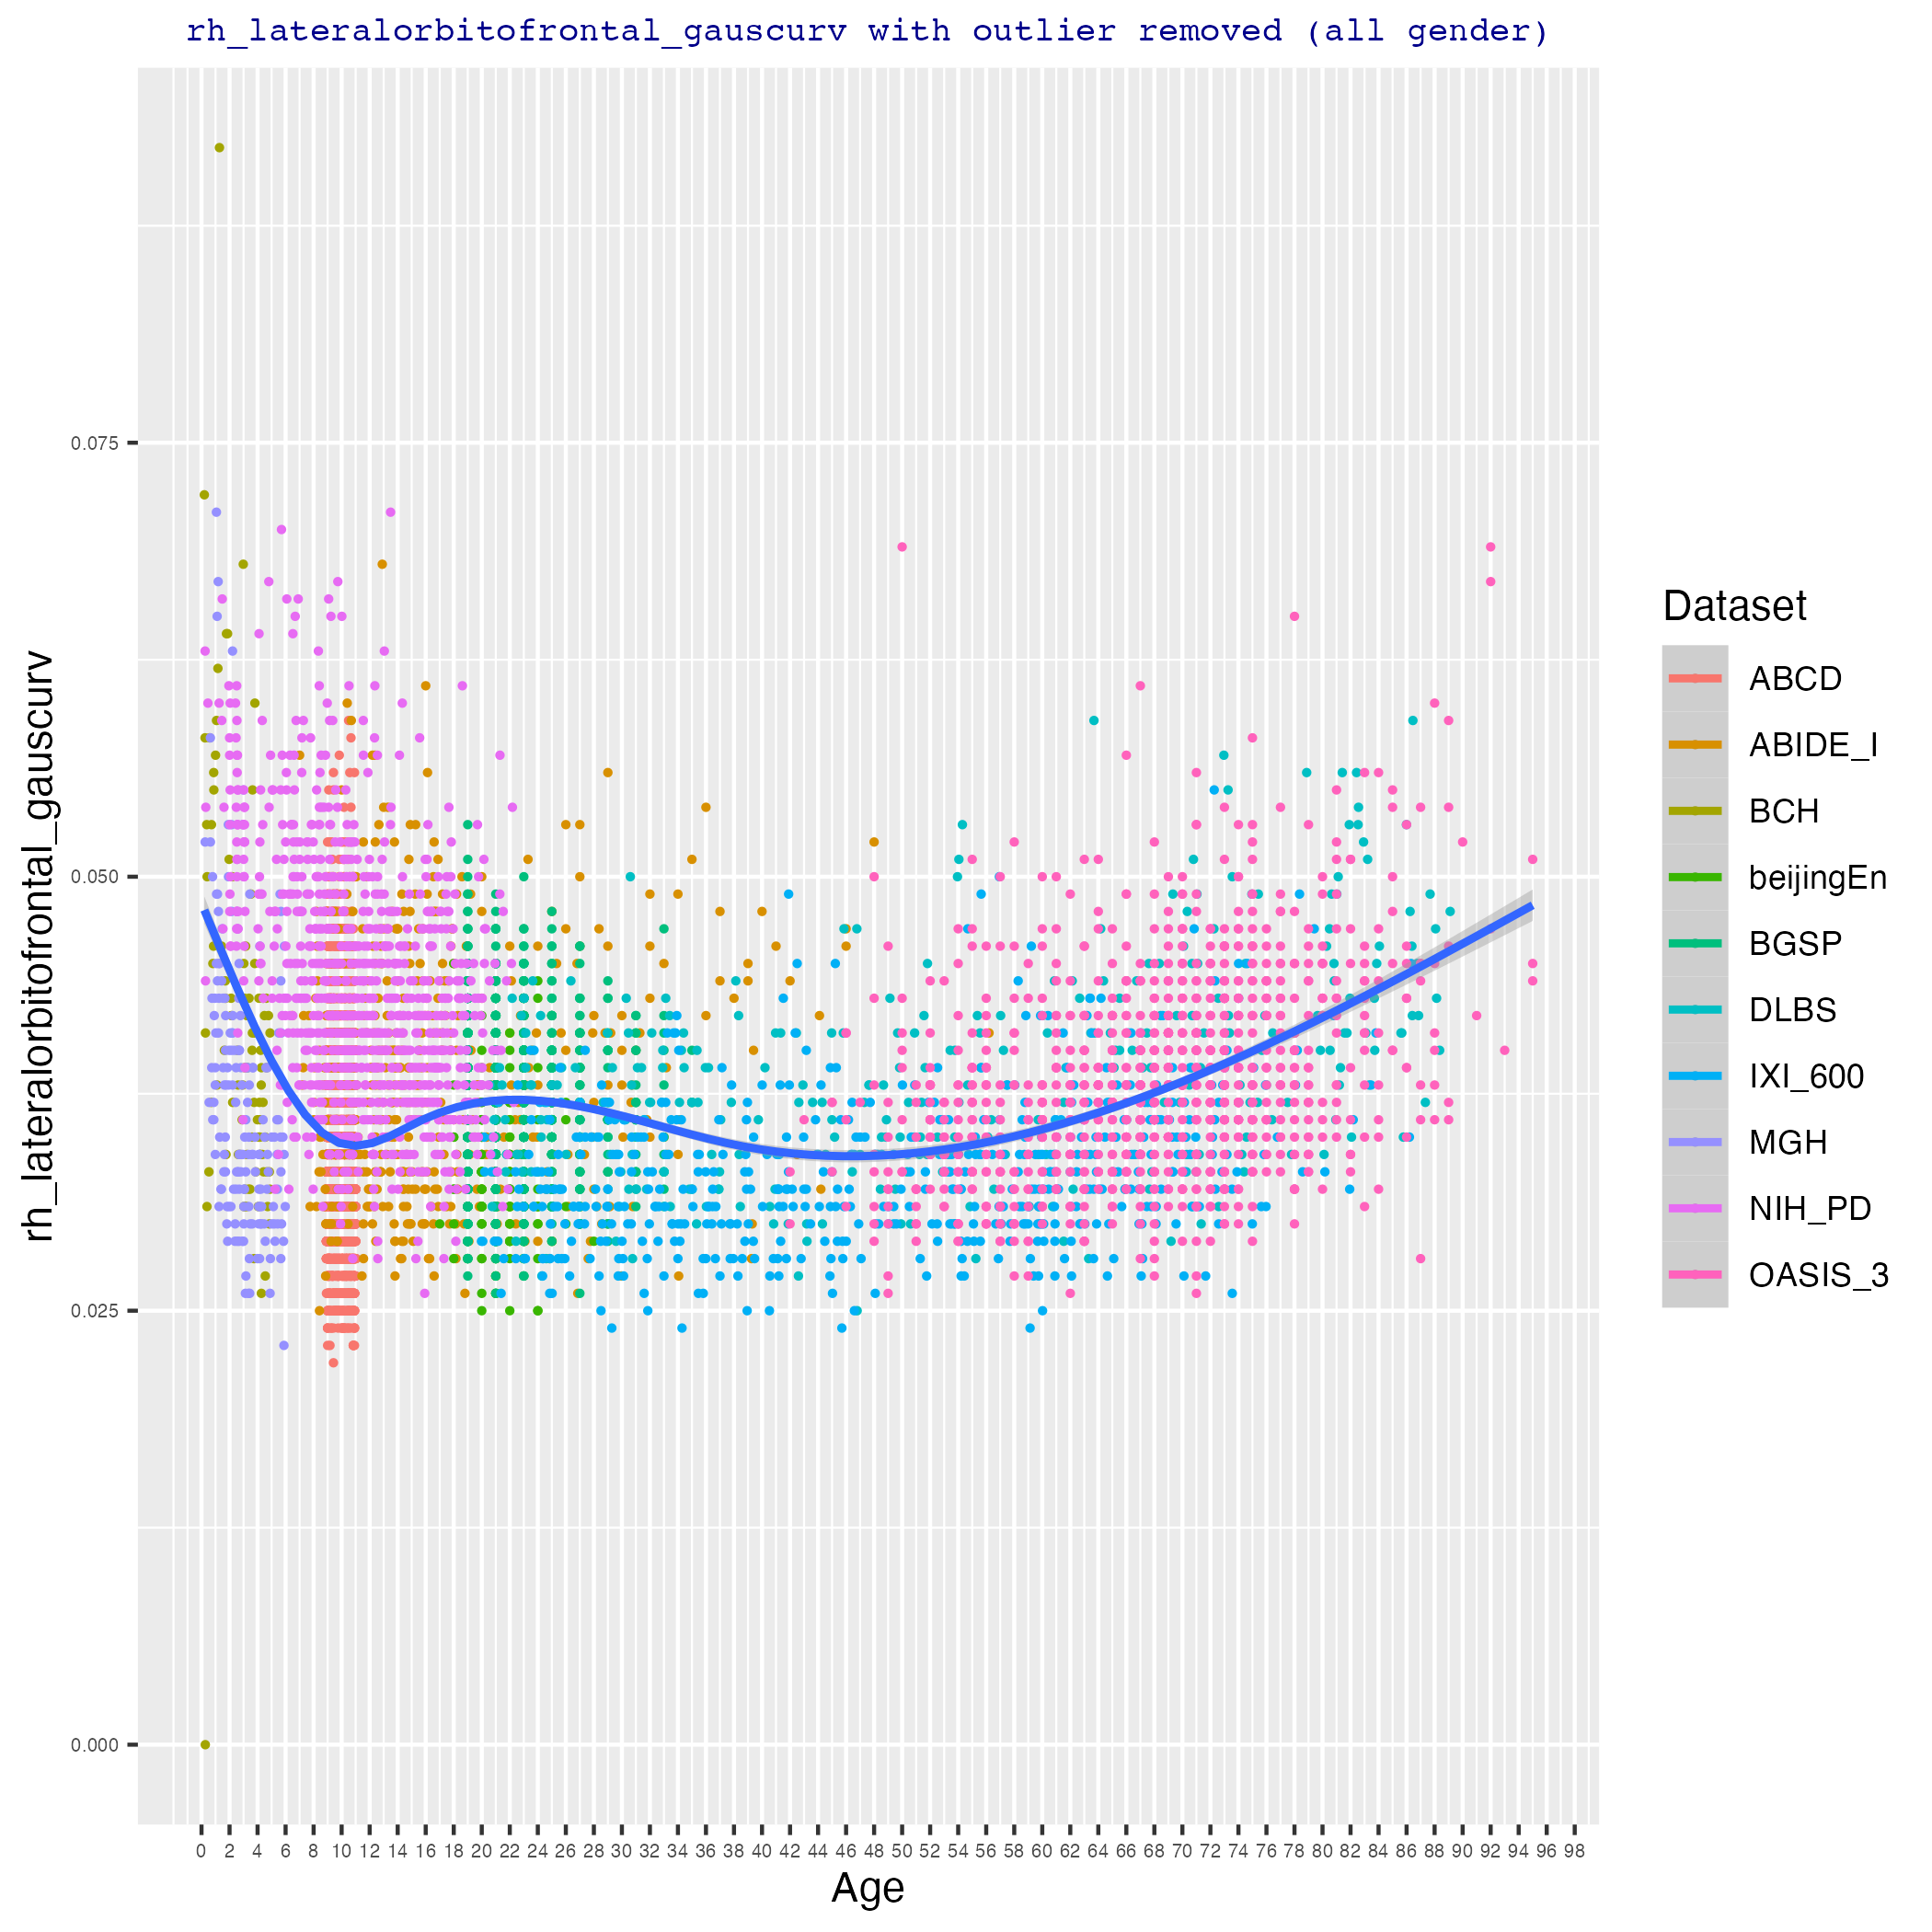 rh_lateralorbitofrontal_gauscurv with outlier removed (all gender)
rh_lateralorbitofrontal_gauscurv
0.075
0.050
0.025
0.000
0 2 4 6 8 10 12 14 16 18 20 22 24 26 28 30 32 34 36 38 40 42 44 46 48 50 52 54 56 58 60 62 64 66 68 70 72 74 76 78 80 82 84 86 88 90 92 94 96 98
Age
Dataset
ABCD
ABIDE_I
BCH
beijingEn
BGSP
DLBS
IXI_600
MGH
NIH_PD
OASIS_3